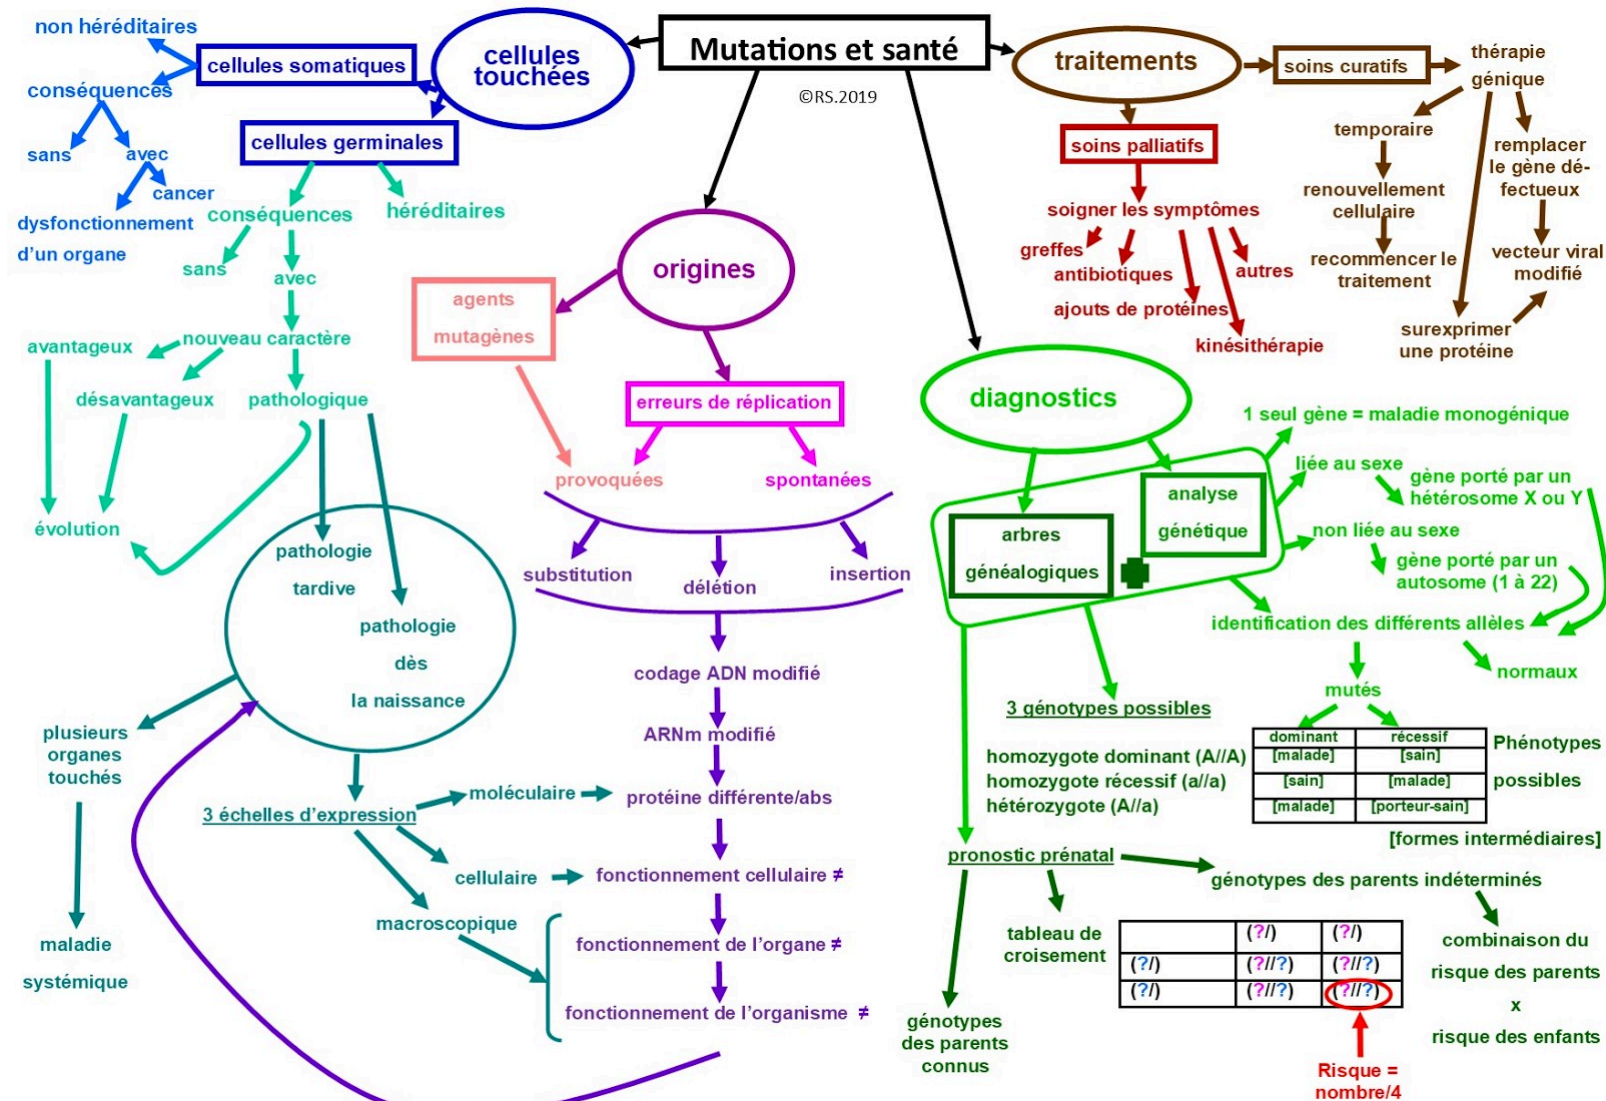 Mutations et santé
©RS.2019
cellules
touchées
cellules somatiques
non héréditaires
conséquences
sans
avec
cancer
dysfonctionnement
d'un organe
cellules germinales
héréditaires
conséquences
sans
avec
nouveau caractère
avantageux
désavantageux
pathologique
évolution
pathologie
tardive
pathologie
dès
la naissance
plusieurs
organes
touchés
maladie
systémique
3 échelles d'expression
moléculaire
cellulaire
macroscopique
origines
agents
mutagènes
erreurs de réplication
provoquées
spontanées
substitution
délétion
insertion
codage ADN modifié
ARNm modifié
protéine différente/abs
fonctionnement cellulaire ≠
fonctionnement de l'organe ≠
fonctionnement de l'organisme ≠
traitements
soins curatifs
thérapie
génique
temporaire
renouvellement
cellulaire
recommencer le
traitement
remplacer
le gène dé-
fectueux
vecteur viral
modifié
surexprimer
une protéine
soins palliatifs
soigner les symptômes
greffes
antibiotiques
ajouts de protéines
kinésithérapie
autres
diagnostics
arbres
généalogiques
analyse
génétique
1 seul gène = maladie monogénique
liée au sexe
gène porté par un
hétérosome X ou Y
non liée au sexe
gène porté par un
autosome (1 à 22)
identification des différents allèles
normaux
mutés
dominant récessif
[malade] [sain]
[sain] [malade]
[malade] [porteur-sain]
Phénotypes
possibles
[formes intermédiaires]
3 génotypes possibles
homozygote dominant (A//A)
homozygote récessif (a//a)
hétérozygote (A//a)
pronostic prénatal
génotypes
des parents
connus
tableau de
croisement
(?/) (?/)
(?/) (?//?) (?//?)
(?/) (?//?) (?//?)
Risque =
nombre/4
génotypes des parents indéterminés
combinaison du
risque des parents
x
risque des enfants